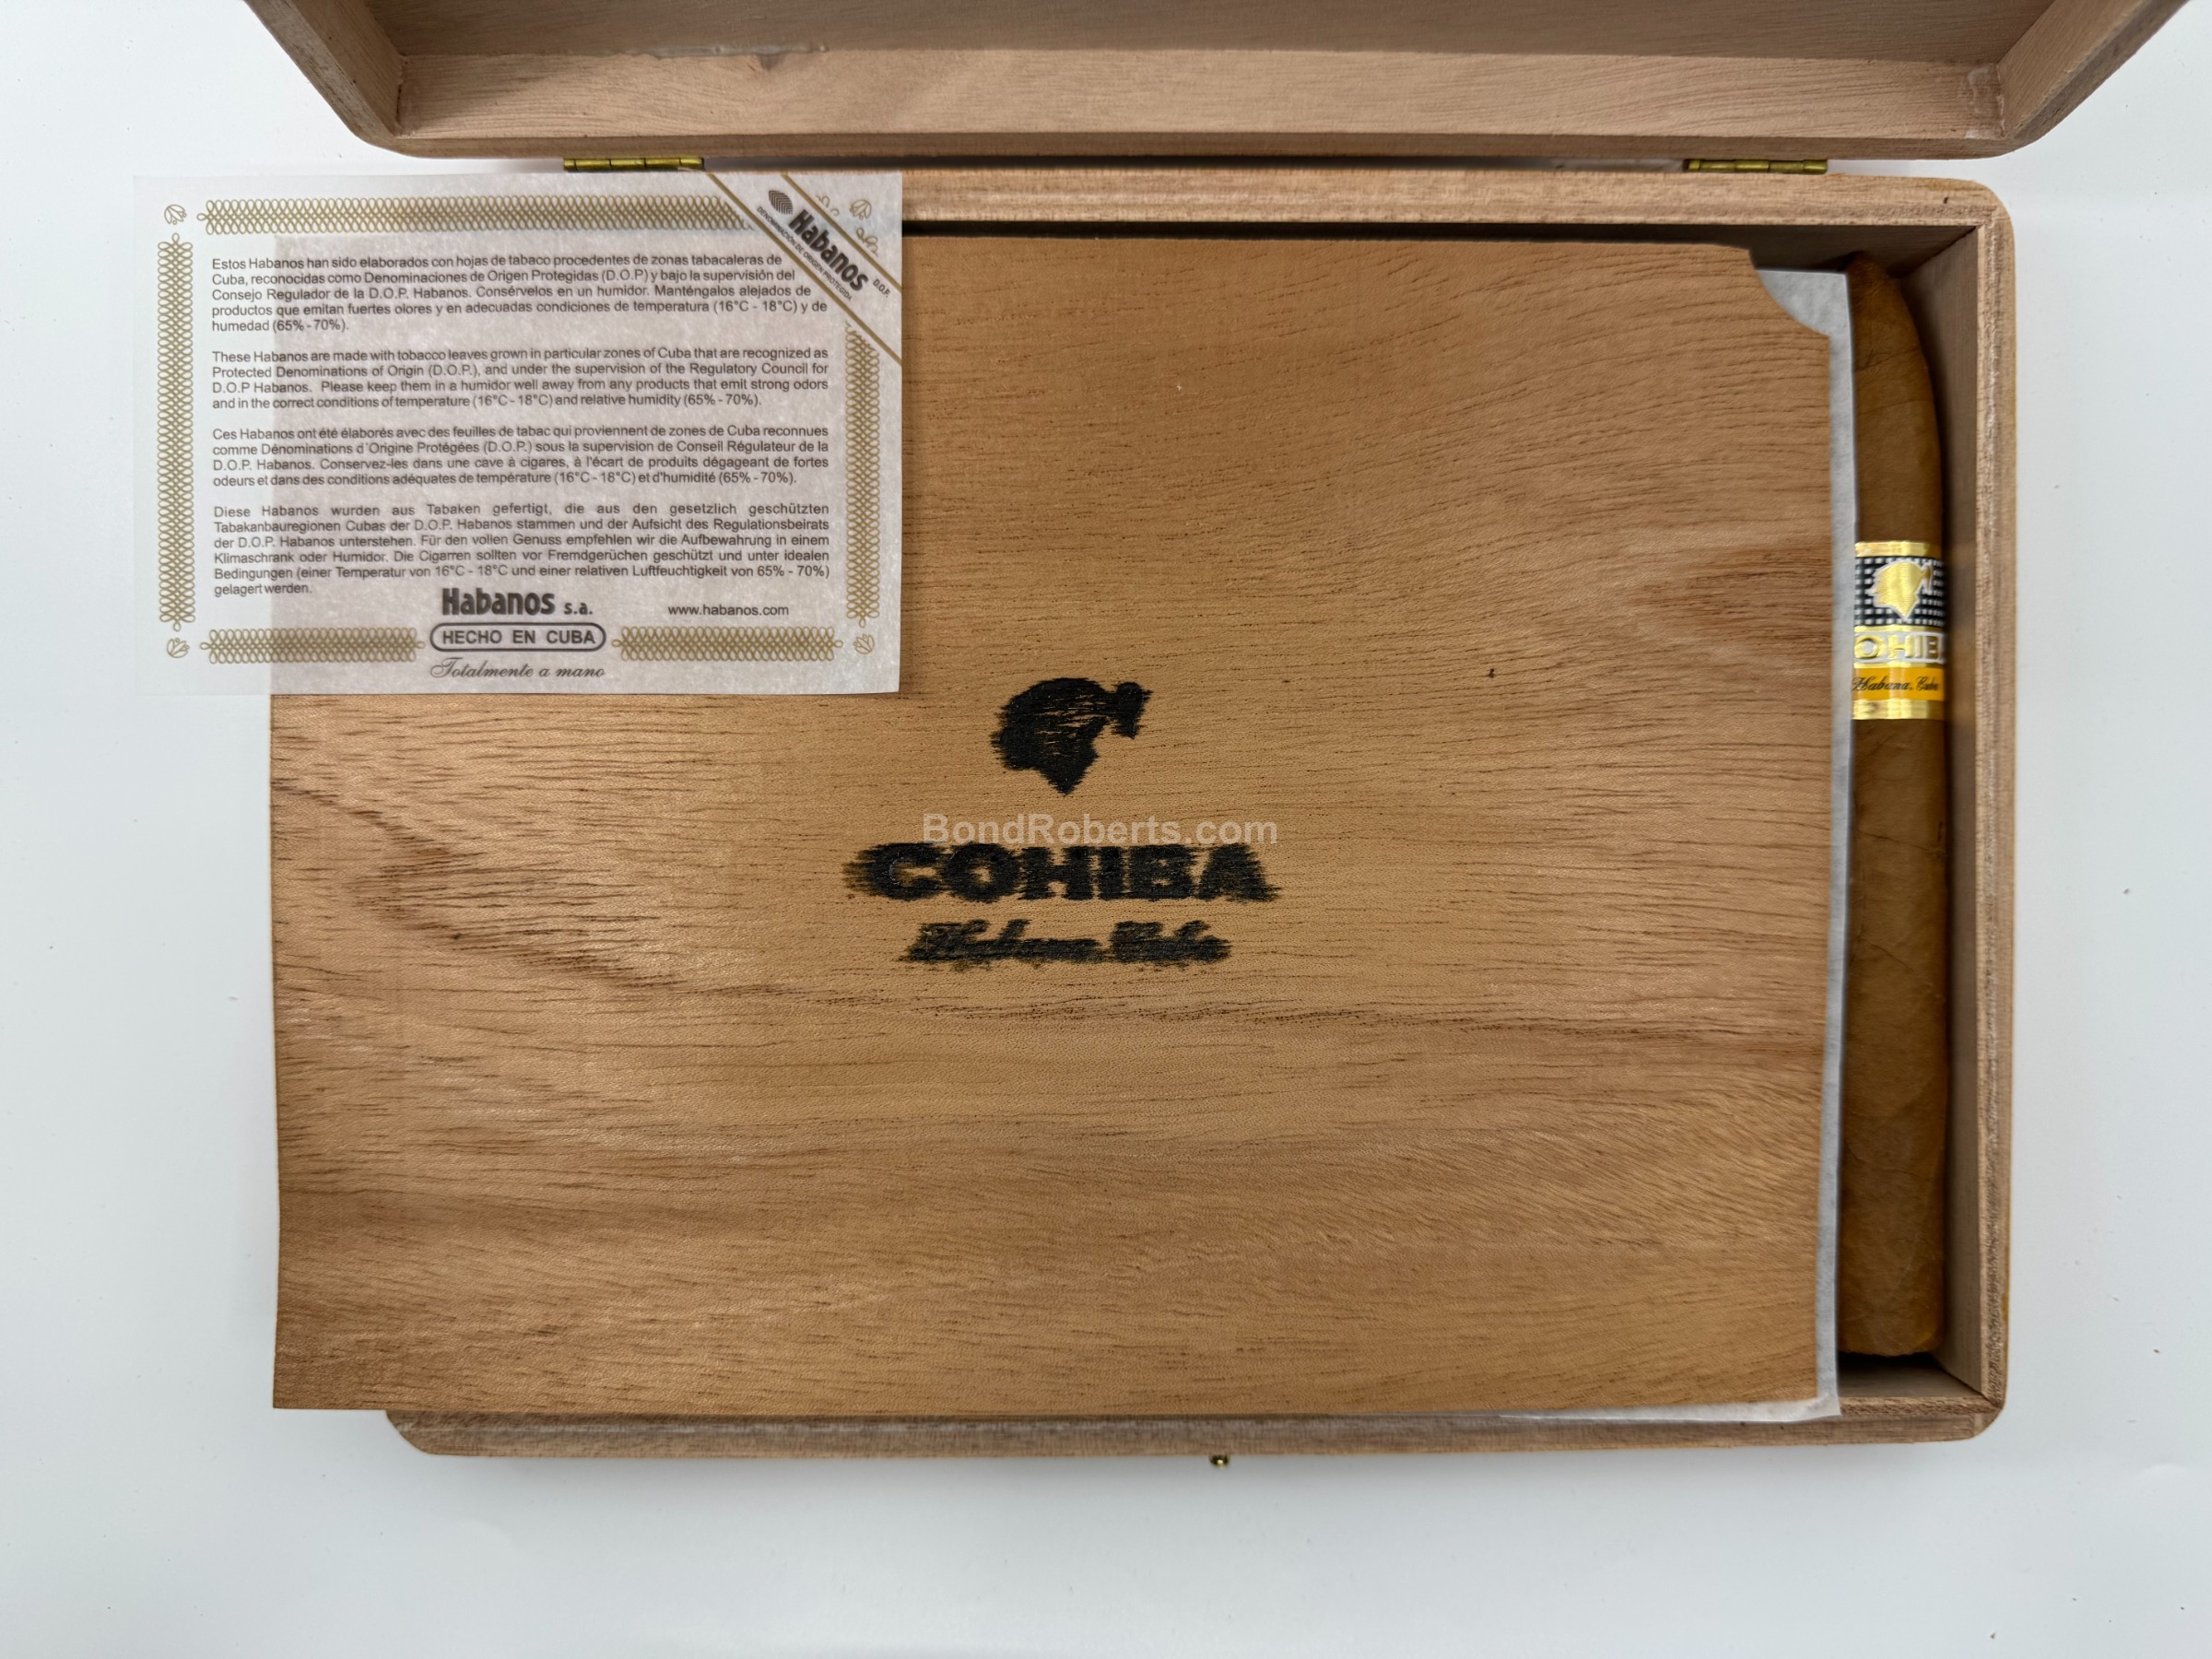 Habanos D.O.P.
DENOMINACIÓN DE ORIGEN PROTEGIDA
Estos Habanos han sido elaborados con hojas de tabaco procedentes de zonas tabacaleras de
Cuba, reconocidas como Denominaciones de Origen Protegidas (D.O.P) y bajo la supervisión del
Consejo Regulador de la D.O.P. Habanos. Consérvelos en un humidor. Manténgalos alejados de
productos que emitan fuertes olores y en adecuadas condiciones de temperatura (16°C - 18°C) y de
humedad (65% - 70%).
These Habanos are made with tobacco leaves grown in particular zones of Cuba that are recognized as
Protected Denominations of Origin (D.O.P.), and under the supervision of the Regulatory Council for
D.O.P Habanos. Please keep them in a humidor well away from any products that emit strong odors
and in the correct conditions of temperature (16°C - 18°C) and relative humidity (65% - 70%).
Ces Habanos ont été élaborés avec des feuilles de tabac qui proviennent de zones de Cuba reconnues
comme Dénominations d´Origine Protégées (D.O.P.) sous la supervision de Conseil Régulateur de la
D.O.P. Habanos. Conservez-les dans une cave à cigares, à l'écart de produits dégageant de fortes
odeurs et dans des conditions adéquates de température (16°C - 18°C) et d'humidité (65% - 70%).
Diese Habanos wurden aus Tabaken gefertigt, die aus den gesetzlich geschützten
Tabakanbauregionen Cubas der D.O.P. Habanos stammen und der Aufsicht des Regulationsbeirats
der D.O.P. Habanos unterstehen. Für den vollen Genuss empfehlen wir die Aufbewahrung in einem
Klimaschrank oder Humidor. Die Cigarren sollten vor Fremdgerüchen geschützt und unter idealen
Bedingungen (einer Temperatur von 16°C - 18°C und einer relativen Luftfeuchtigkeit von 65% - 70%)
gelagert werden.
Habanos s.a. www.habanos.com
HECHO EN CUBA
Totalmente a mano
OHIB
Habana, Cuba
BondRoberts.com
COHIBA
Habana Cuba